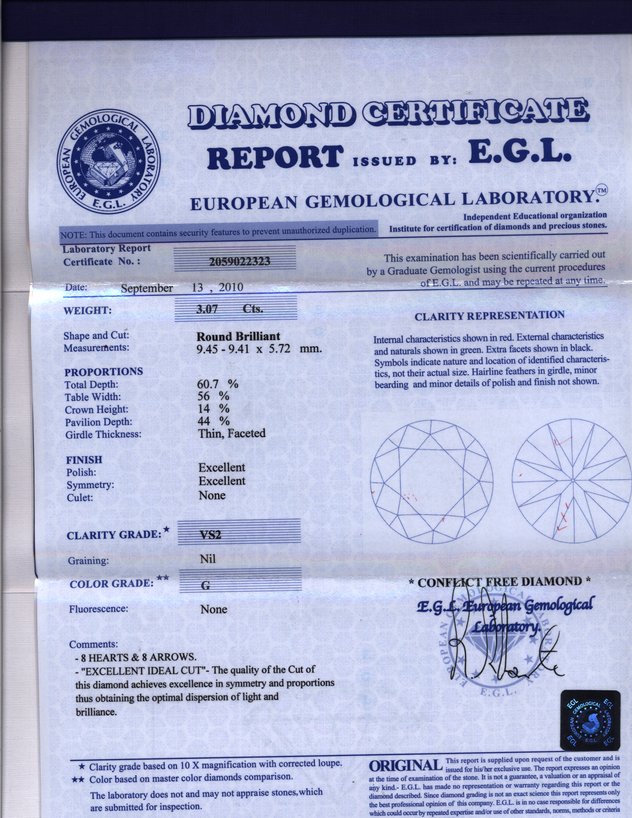 EUROPEAN GEMOLOGICAL LABORATORY
E.G.L.
DIAMOND CERTIFICATE
REPORT ISSUED BY: E.G.L.
EUROPEAN GEMOLOGICAL LABORATORY.™
Independent Educational organization
Institute for certification of diamonds and precious stones.
NOTE: This document contains security features to prevent unauthorized duplication.
Laboratory Report
Certificate No. : 2059022323
Date: September 13 , 2010
WEIGHT: 3.07 Cts.
Shape and Cut: Round Brilliant
Measurements: 9.45 - 9.41 x 5.72 mm.
PROPORTIONS
Total Depth: 60.7 %
Table Width: 56 %
Crown Height: 14 %
Pavilion Depth: 44 %
Girdle Thickness: Thin, Faceted
FINISH
Polish: Excellent
Symmetry: Excellent
Culet: None
CLARITY GRADE: ★ VS2
Graining: Nil
COLOR GRADE: ★★ G
Fluorescence: None
Comments:
- 8 HEARTS & 8 ARROWS.
- "EXCELLENT IDEAL CUT"- The quality of the Cut of
this diamond achieves excellence in symmetry and proportions
thus obtaining the optimal dispersion of light and
brilliance.
★ Clarity grade based on 10 X magnification with corrected loupe.
★★ Color based on master color diamonds comparison.
The laboratory does not and may not appraise stones,which
are submitted for inspection.
This examination has been scientifically carried out
by a Graduate Gemologist using the current procedures
of E.G.L. and may be repeated at any time.
CLARITY REPRESENTATION
Internal characteristics shown in red. External characteristics
and naturals shown in green. Extra facets shown in black.
Symbols indicate nature and location of identified characteris-
tics, not their actual size. Hairline feathers in girdle, minor
bearding and minor details of polish and finish not shown.
* CONFLICT FREE DIAMOND *
E.G.L. European Gemological
Laboratory.
E.G.L.
EGL
ORIGINAL This report is supplied upon request of the customer and is
issued for his/her exclusive use. The report expresses an opinion
at the time of examination of the stone. It is not a guarantee, a valuation or an appraisal of
any kind.- E.G.L. has made no representation or warranty regarding this report or the
diamond described. Since diamond grading is not an exact science this report represents only
the best professional opinion of this company. E.G.L. is in no case responsible for differences
which could occur by repeated expertise and/or use of other standards, norms, methods or criteria